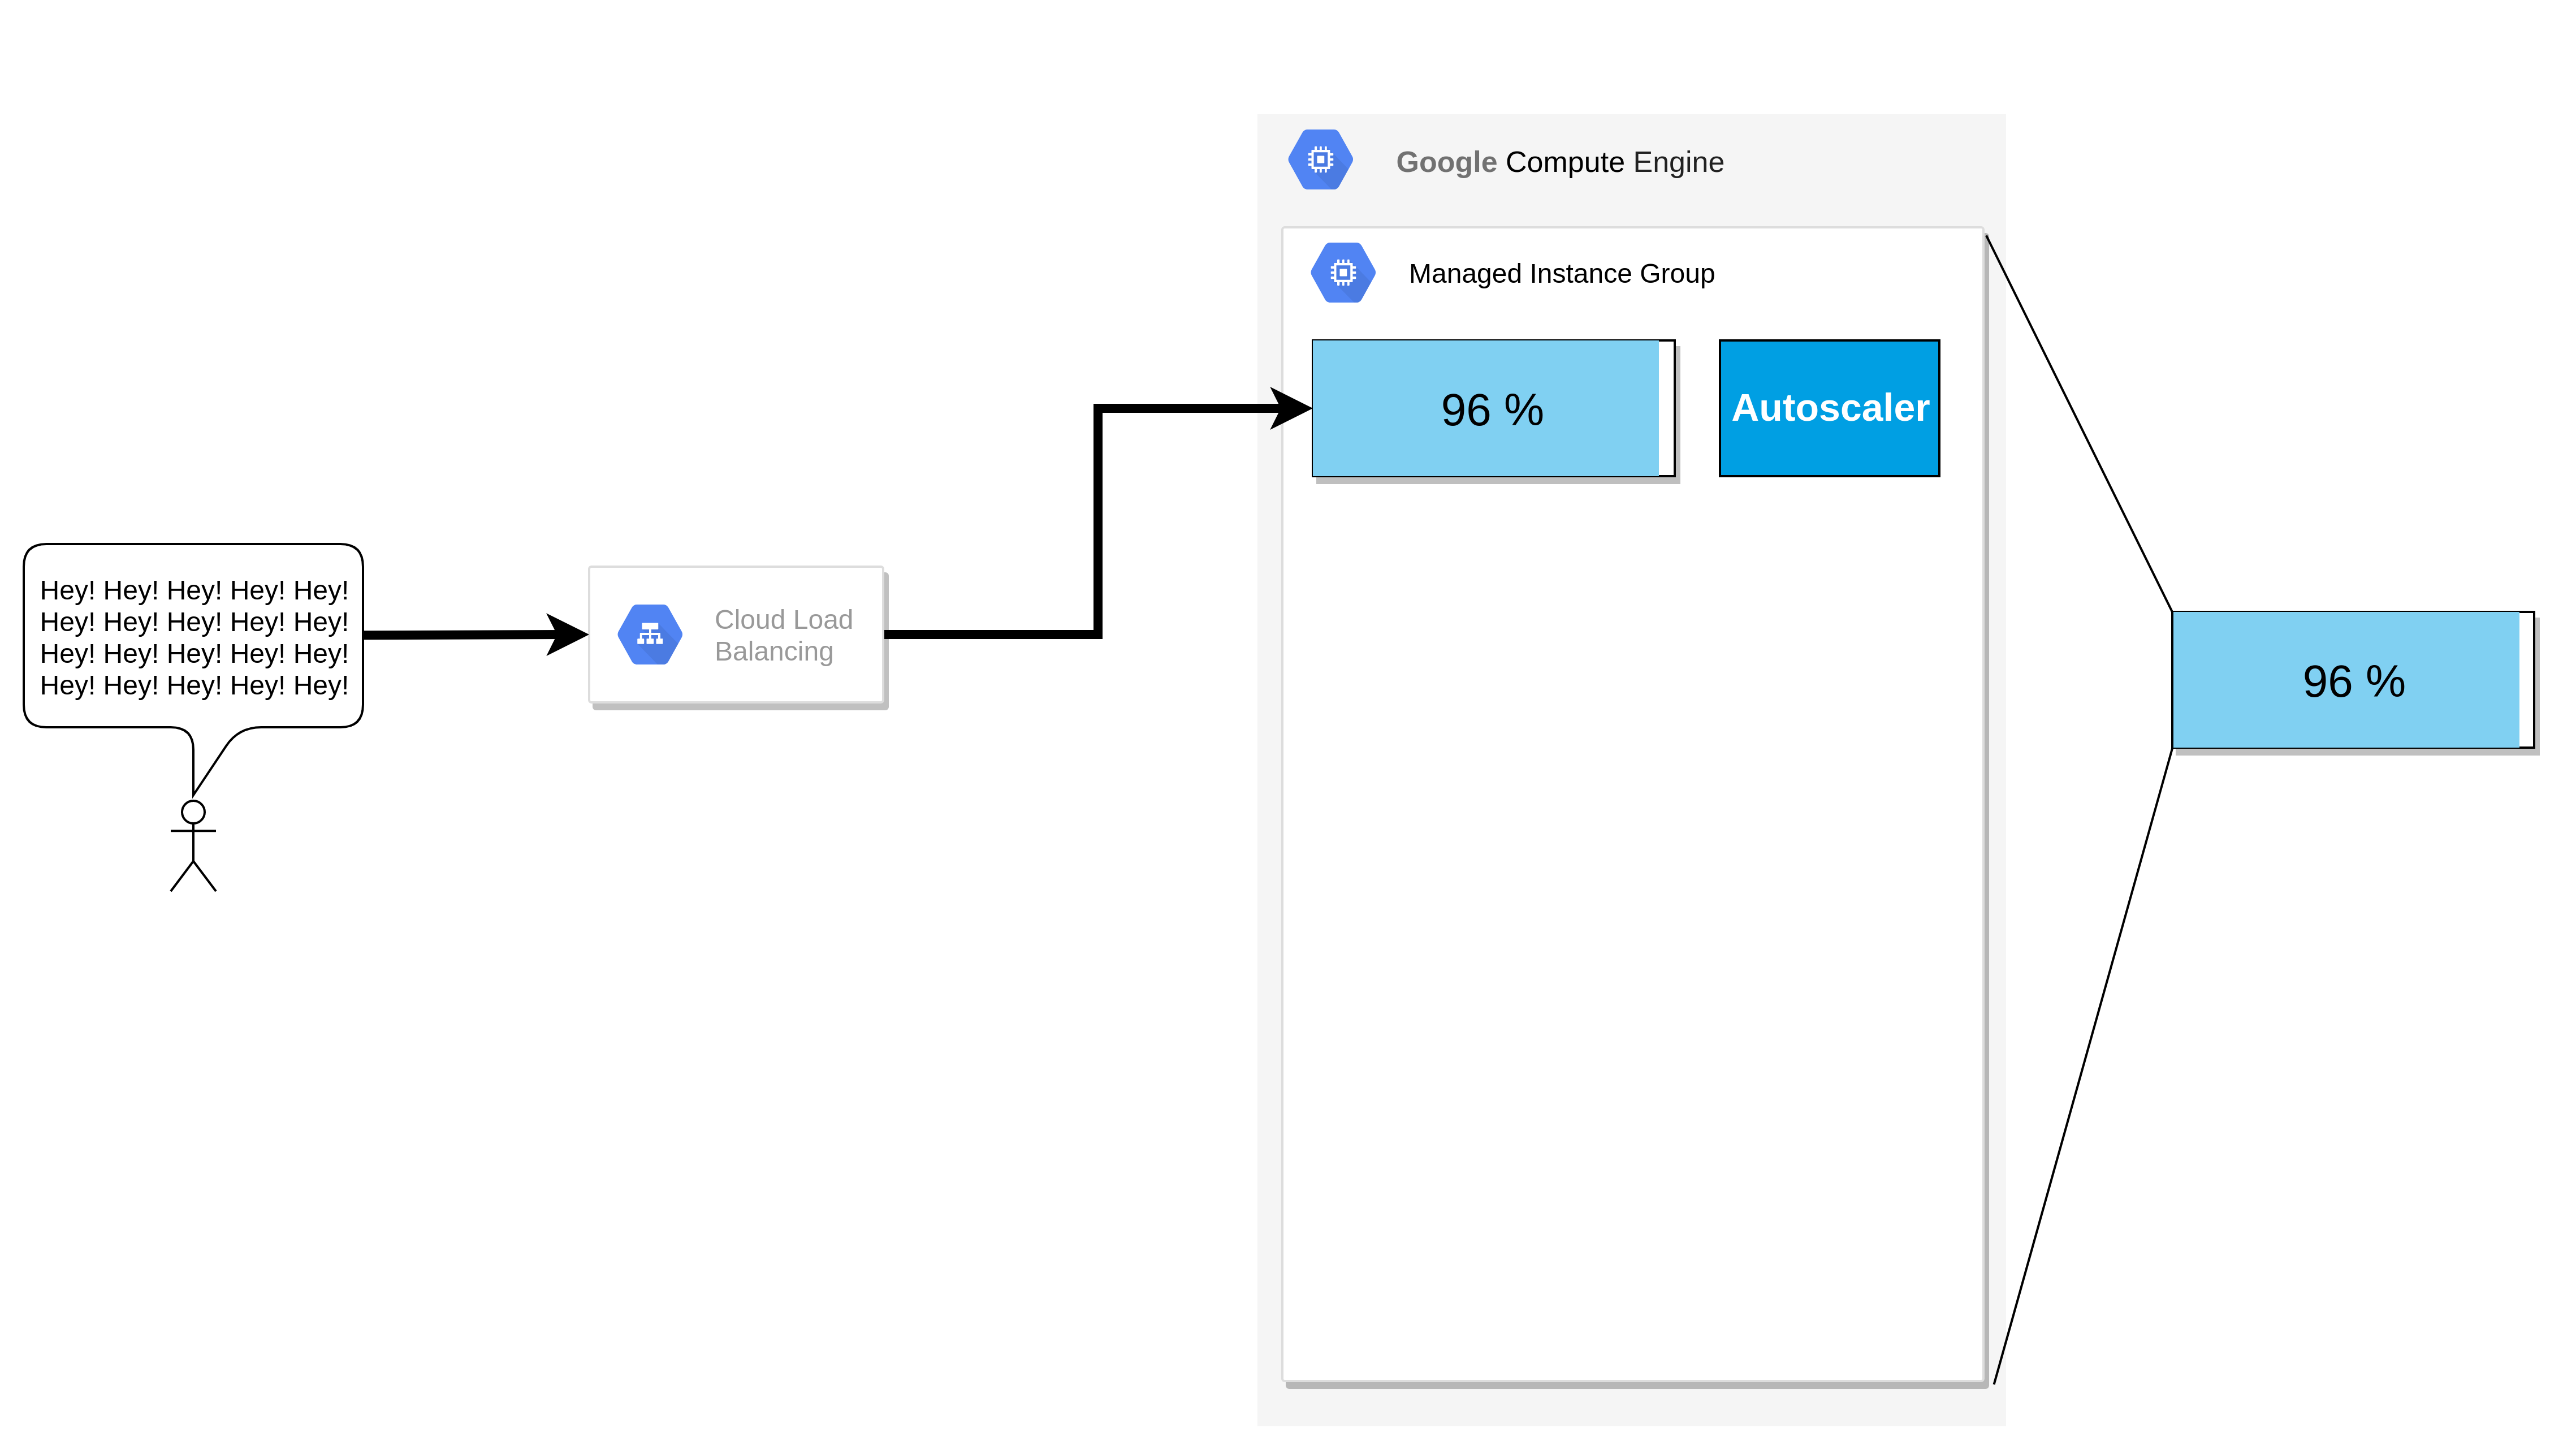 Google Compute Engine
Managed Instance Group
96 %
Autoscaler
Hey! Hey! Hey! Hey! Hey!
Hey! Hey! Hey! Hey! Hey!
Hey! Hey! Hey! Hey! Hey!
Hey! Hey! Hey! Hey! Hey!
Cloud Load
Balancing
96 %